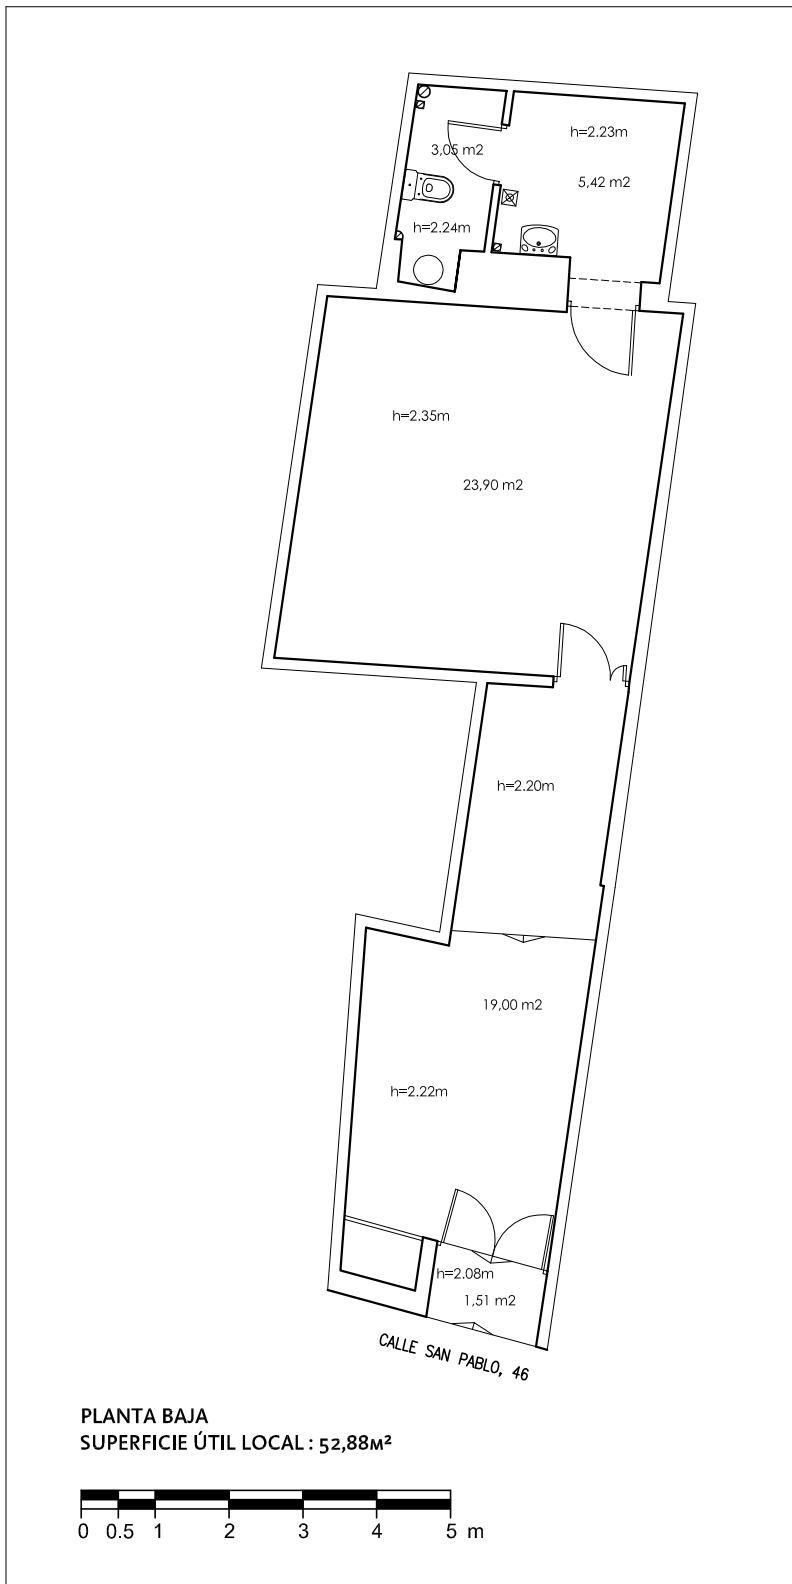 h=2.23m
3,05 m2
5,42 m2
h=2.24m
h=2.35m
23,90 m2
h=2.20m
19,00 m2
h=2.22m
h=2.08m
1,51 m2
CALLE SAN PABLO, 46
PLANTA BAJA
SUPERFICIE ÚTIL LOCAL : 52,88M²
0 0.5 1 2 3 4 5 m